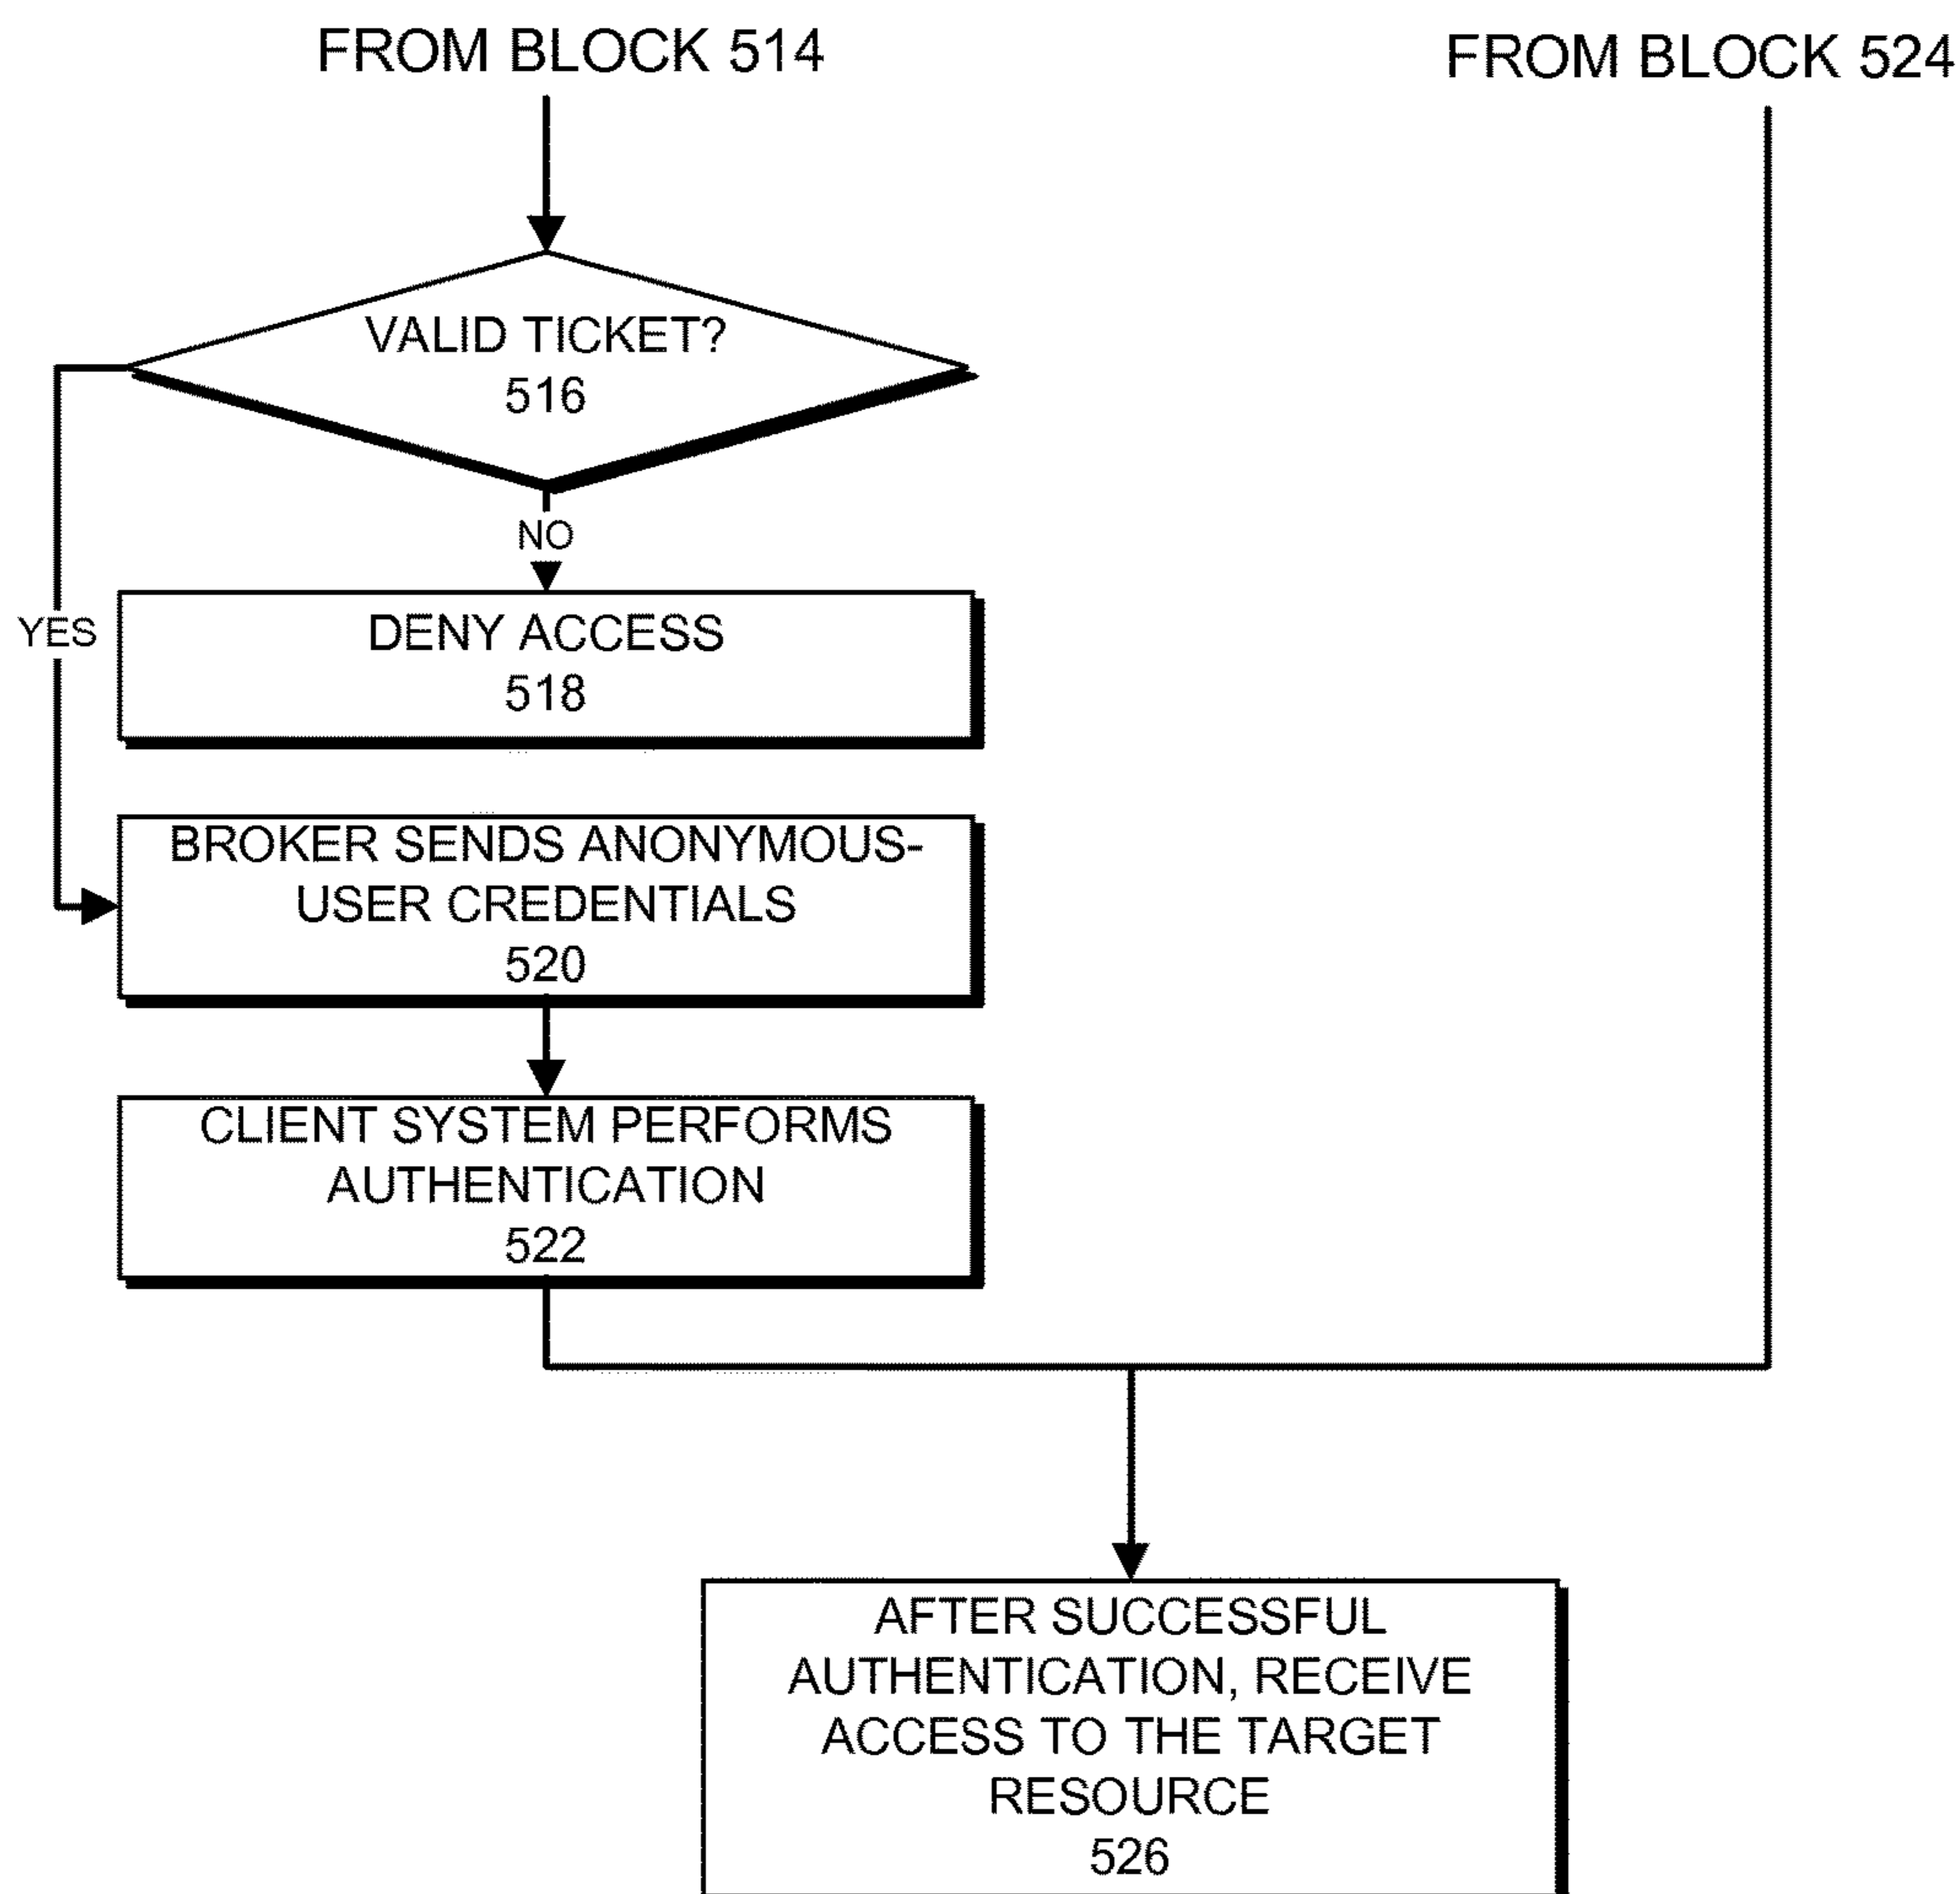 FROM BLOCK 514
FROM BLOCK 524
VALID TICKET?
516
NO
YES
DENY ACCESS
518
BROKER SENDS ANONYMOUS-
USER CREDENTIALS
520
CLIENT SYSTEM PERFORMS
AUTHENTICATION
522
AFTER SUCCESSFUL
AUTHENTICATION, RECEIVE
ACCESS TO THE TARGET
RESOURCE
526